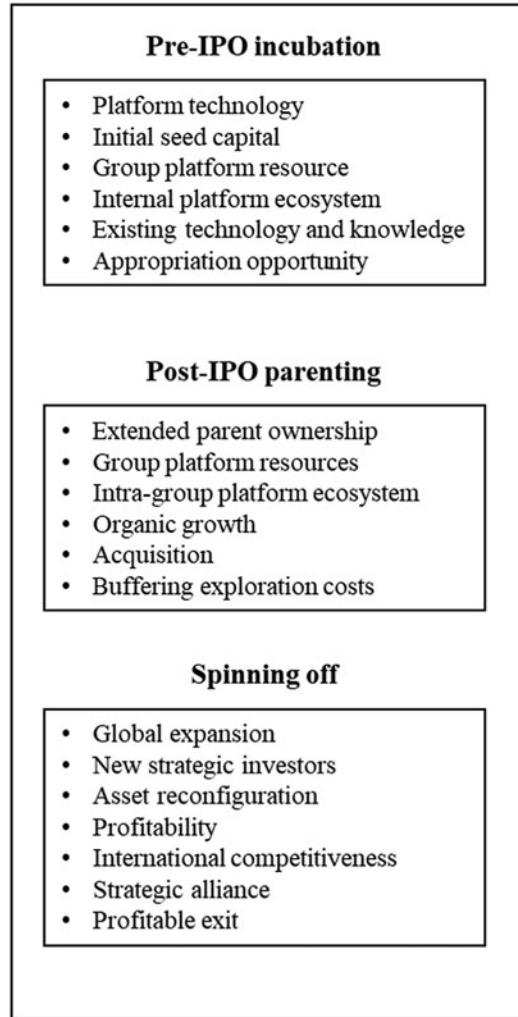 Pre-IPO incubation
• Platform technology
• Initial seed capital
• Group platform resource
• Internal platform ecosystem
• Existing technology and knowledge
• Appropriation opportunity
Post-IPO parenting
• Extended parent ownership
• Group platform resources
• Intra-group platform ecosystem
• Organic growth
• Acquisition
• Buffering exploration costs
Spinning off
• Global expansion
• New strategic investors
• Asset reconfiguration
• Profitability
• International competitiveness
• Strategic alliance
• Profitable exit